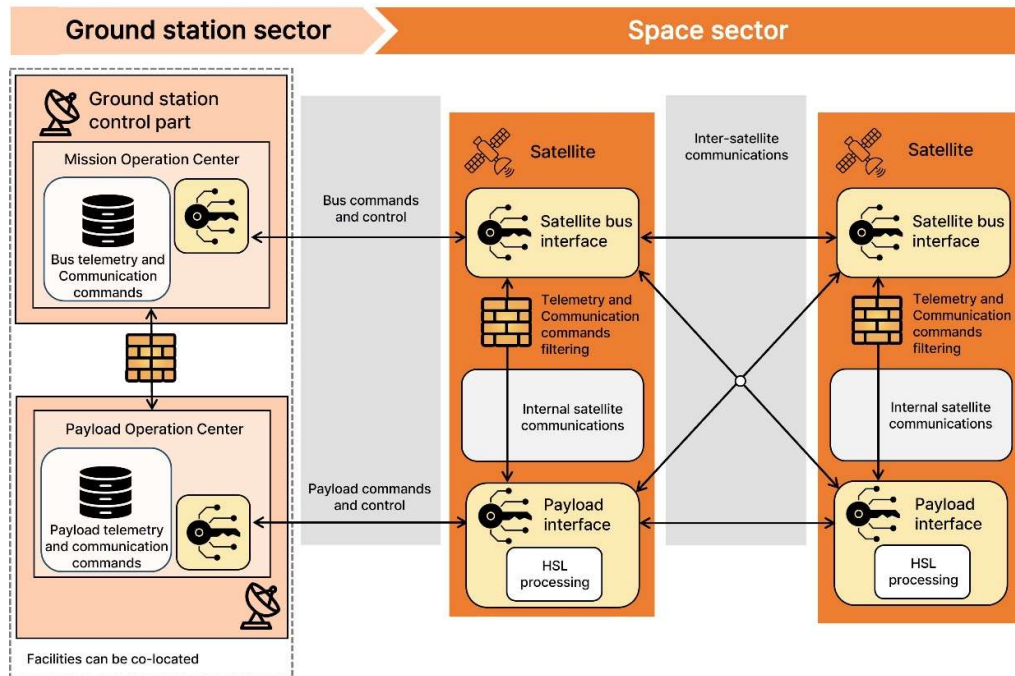 Ground station sector
Space sector
Ground station
control part
Mission Operation Center
Bus telemetry and
Communication
commands
Payload Operation Center
Payload telemetry
and communication
commands
Facilities can be co-located
Bus commands
and control
Payload commands
and control
Satellite
Satellite bus
interface
Telemetry and
Communication
commands
filtering
Internal satellite
communications
Payload
interface
HSL
processing
Inter-satellite
communications
Satellite
Satellite bus
interface
Telemetry and
Communication
commands
filtering
Internal satellite
communications
Payload
interface
HSL
processing